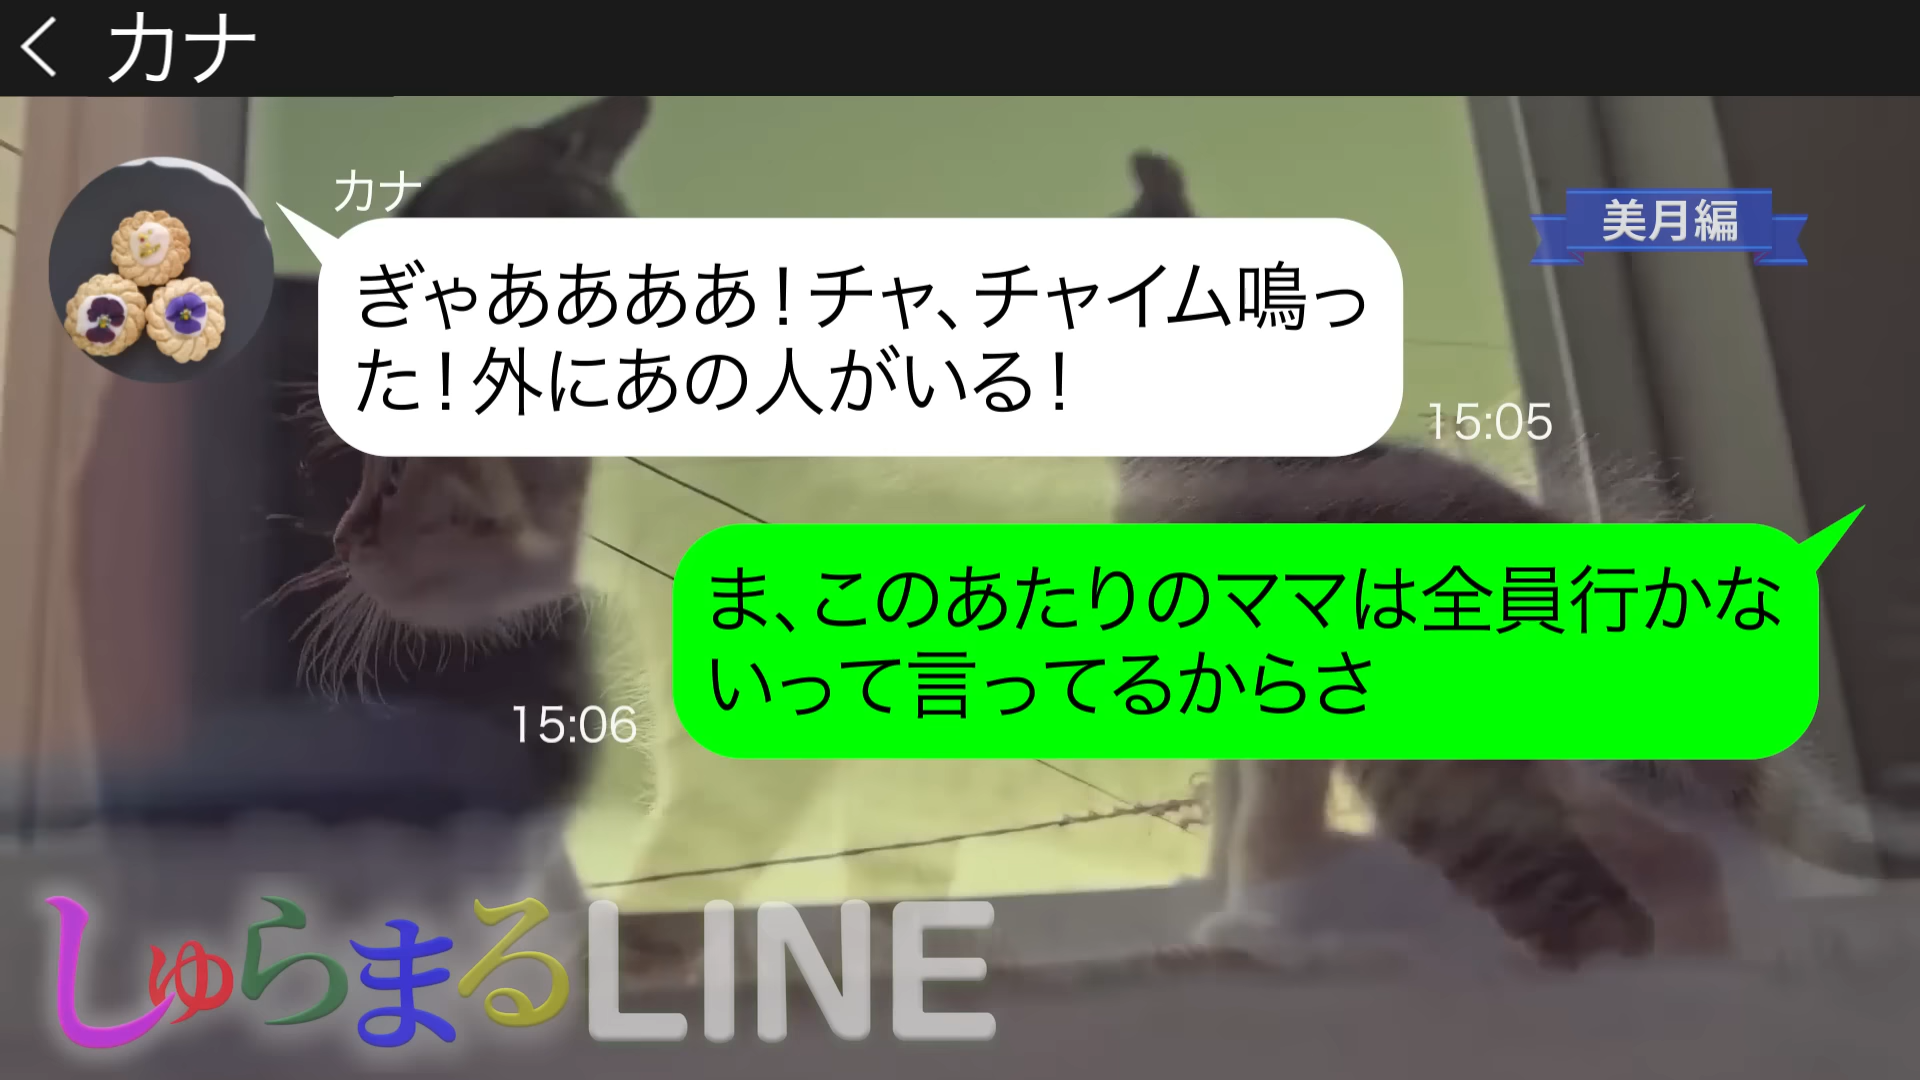 カナ
カナ
美月編
ぎゃああああ！チャ、チャイム鳴っ
た！外にあの人がいる！
15:05
ま、このあたりのママは全員行かな
いって言ってるからさ
15:06
しゅらまるLINE